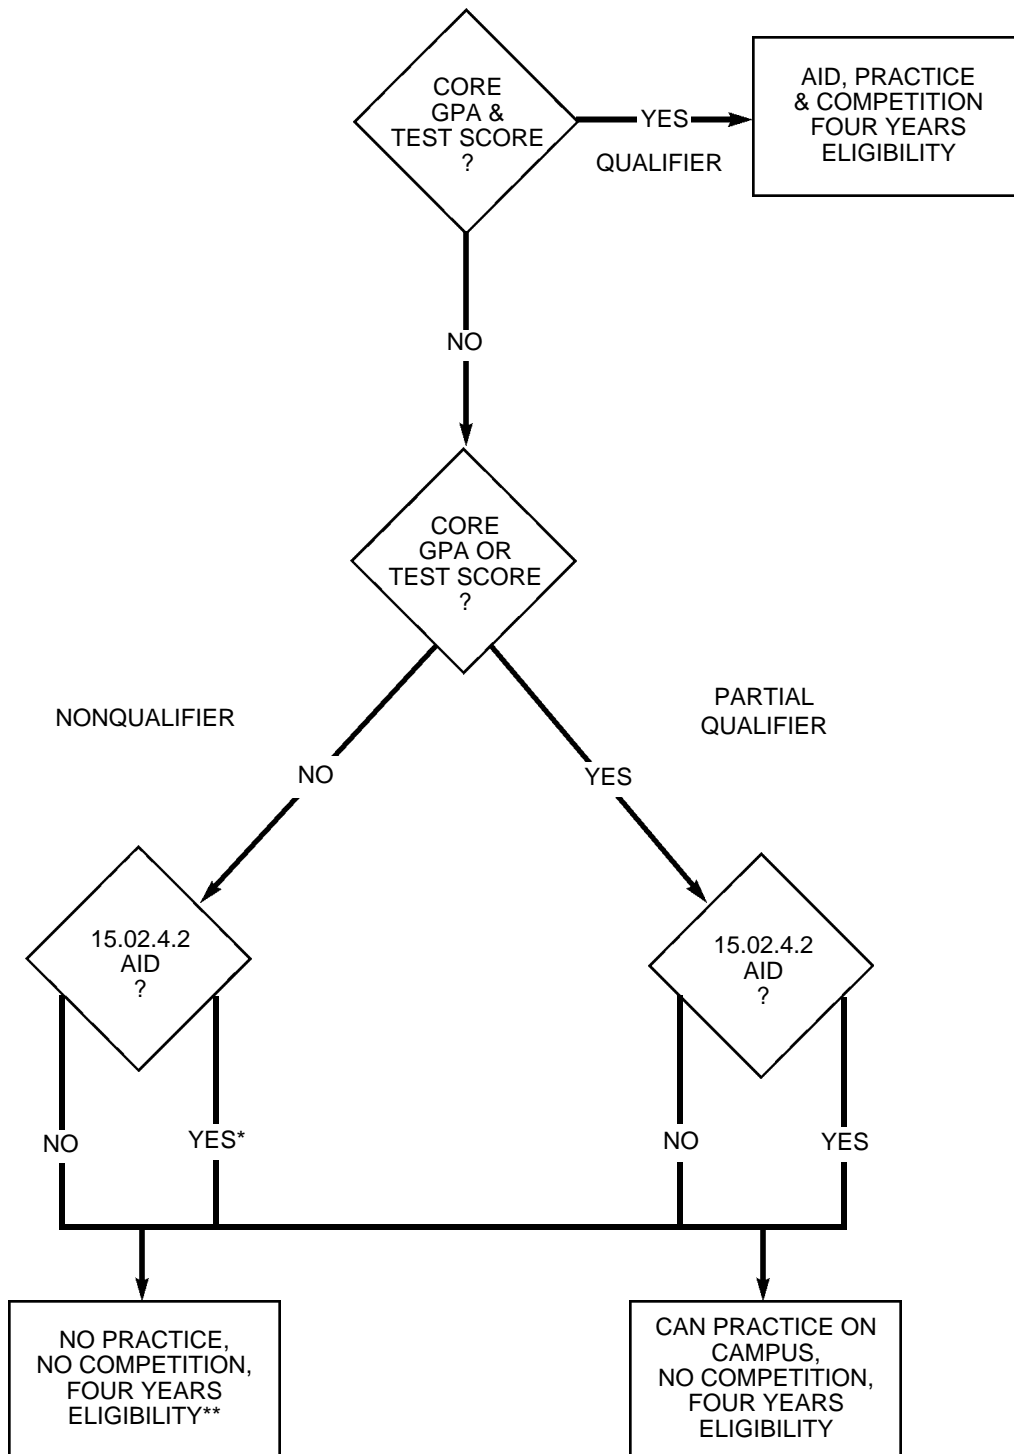 CORE
GPA &
TEST SCORE
?
YES
QUALIFIER
AID, PRACTICE
& COMPETITION
FOUR YEARS
ELIGIBILITY
NO
CORE
GPA OR
TEST SCORE
?
NONQUALIFIER
PARTIAL
QUALIFIER
NO
YES
15.02.4.2
AID
?
15.02.4.2
AID
?
NO
YES*
NO
YES
NO PRACTICE,
NO COMPETITION,
FOUR YEARS
ELIGIBILITY**
CAN PRACTICE ON
CAMPUS,
NO COMPETITION,
FOUR YEARS
ELIGIBILITY